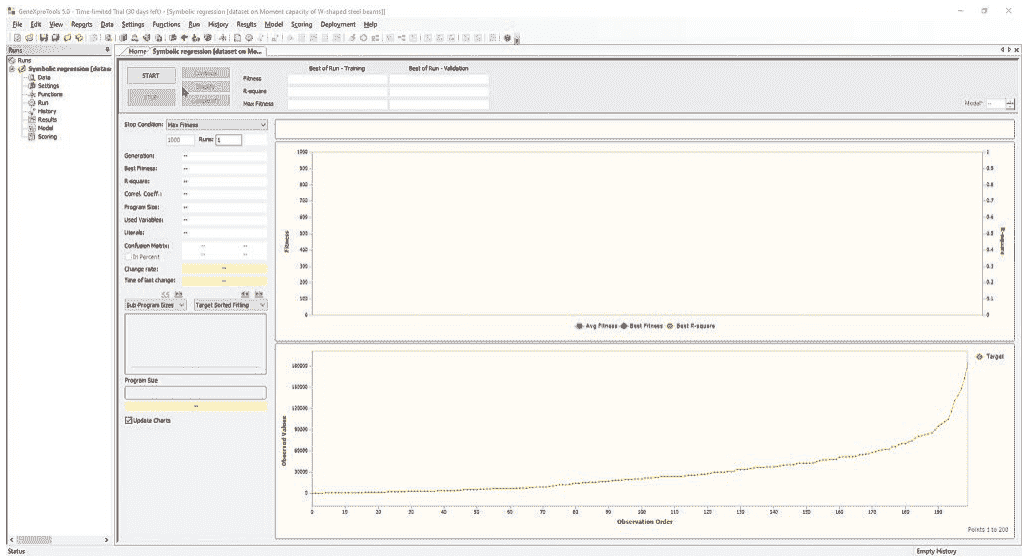 GeneXproTools 5.0 - Time-limited Trial (30 days left) - [Symbolic regression [dataset on Moment capacity of W-shaped steel beams]]
File Edit View Reports Data Settings Functions Run History Results Model Scoring Deployment Help
Runs
Home Symbolic regression [dataset on Mo...
Runs
Symbolic regression [datas
Data
Settings
Functions
Run
History
Results
Model
Scoring
START
Continue
Simplify
Complexify
STOP
Best of Run - Training Best of Run - Validation
Fitness
R-square
Max Fitness
Model: --
Stop Condition: Max Fitness
1000 Runs: 1
Generation: --
Best Fitness: --
R-square: --
Correl. Coeff.: --
Program Size: --
Used Variables: --
Literals: --
Confusion Matrix: -- --
In Percent -- --
Change rate: --
Time of last change: --
Sub-Program Sizes Target Sorted Fitting
Program Size
--
Update Charts
Fitness
1000
900
800
700
600
500
400
300
200
100
0
1
0.9
0.8
0.7
0.6
0.5
0.4
0.3
0.2
0.1
0
R-square
Avg Fitness Best Fitness Best R-square
Target
Observed Values
180000
150000
120000
90000
60000
30000
0
0 10 20 30 40 50 60 70 80 90 100 110 120 130 140 150 160 170 180 190
Observation Order
Points 1 to 200
Status
Empty History